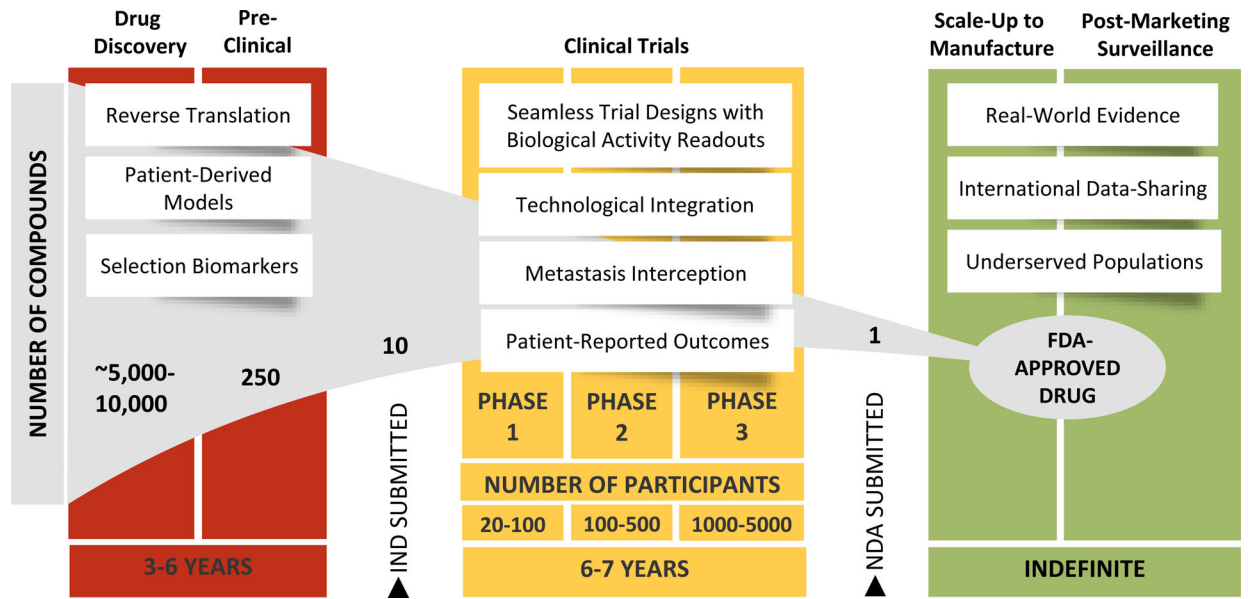 Drug
Discovery
Pre-
Clinical
Clinical Trials
Scale-Up to
Manufacture
Post-Marketing
Surveillance
NUMBER OF COMPOUNDS
Reverse Translation
Patient-Derived
Models
Selection Biomarkers
~5,000-
10,000
250
3-6 YEARS
10
IND SUBMITTED
Seamless Trial Designs with
Biological Activity Readouts
Technological Integration
Metastasis Interception
Patient-Reported Outcomes
PHASE
1
PHASE
2
PHASE
3
NUMBER OF PARTICIPANTS
20-100
100-500
1000-5000
6-7 YEARS
1
NDA SUBMITTED
Real-World Evidence
International Data-Sharing
Underserved Populations
FDA-
APPROVED
DRUG
INDEFINITE